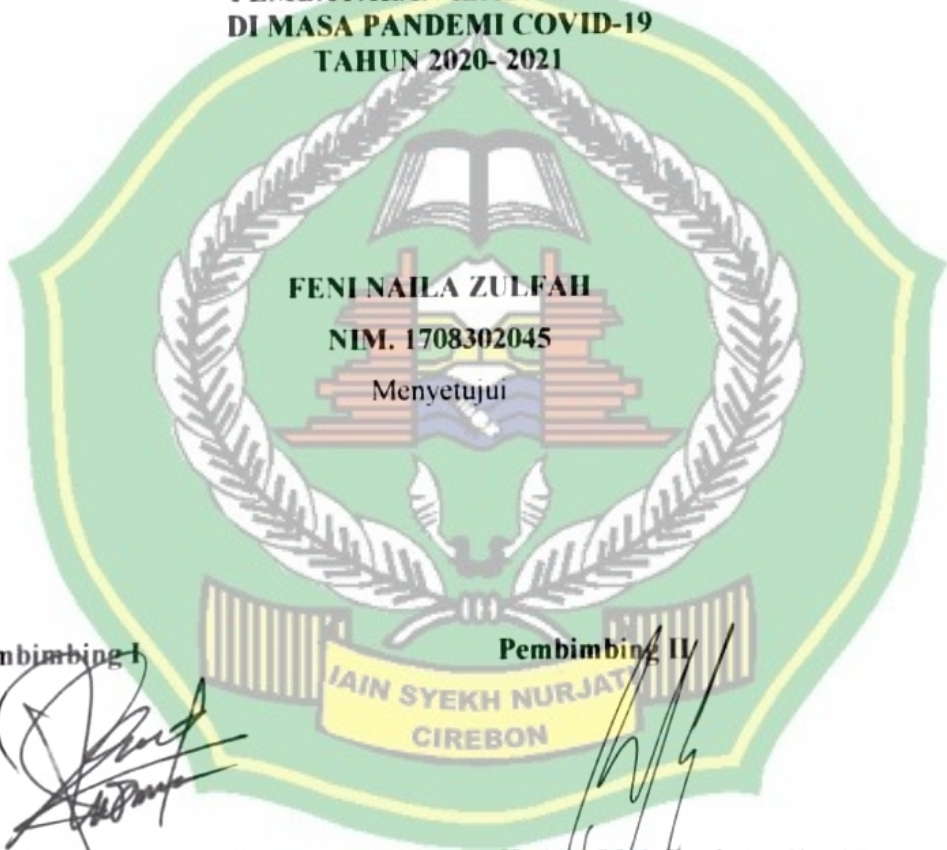 DI MASA PANDEMI COVID-19
TAHUN 2020- 2021
FENI NAILA ZULFAH
NIM. 1708302045
Menyetujui
mbimbing I
Pembimbing II
IAIN SYEKH NURJATI
CIREBON